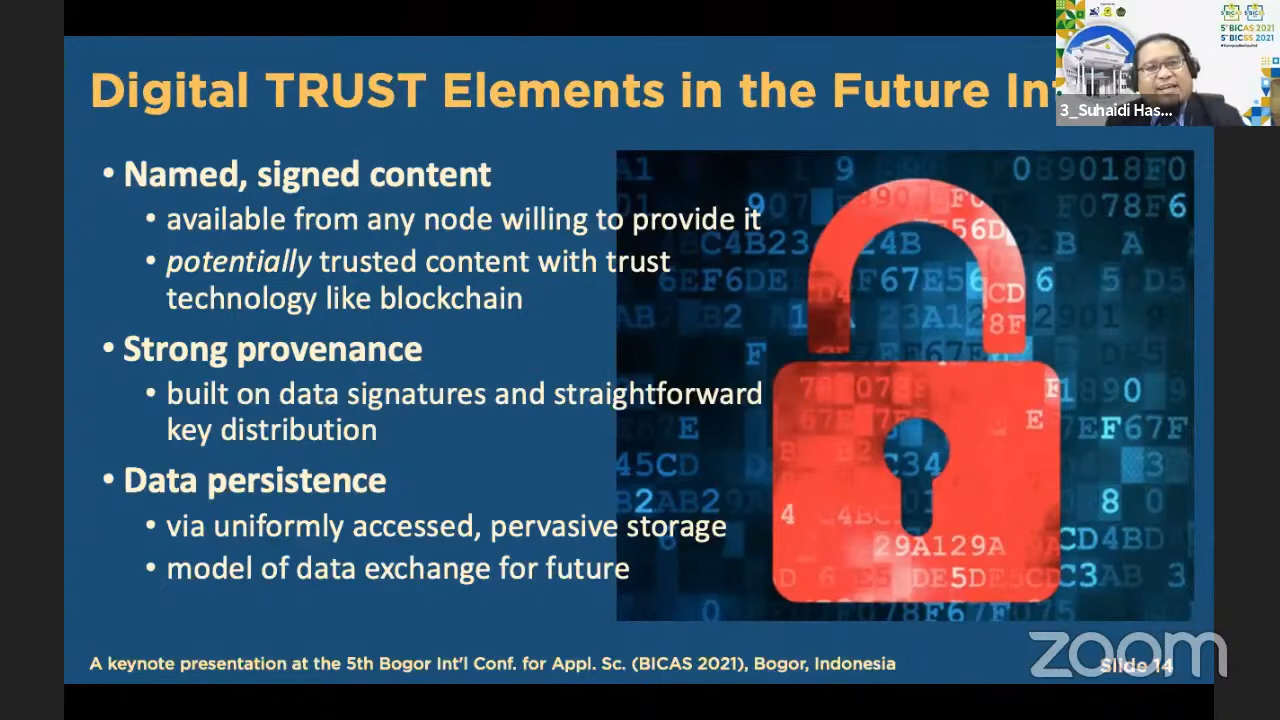 Digital TRUST Elements in the Future In
5th BICAS 2021
5th BICSS 2021
3_Suhaidi Has...
• Named, signed content
• available from any node willing to provide it
• potentially trusted content with trust
technology like blockchain
• Strong provenance
• built on data signatures and straightforward
key distribution
• Data persistence
• via uniformly accessed, pervasive storage
• model of data exchange for future
A keynote presentation at the 5th Bogor Int'l Conf. for Appl. Sc. (BICAS 2021), Bogor, Indonesia
Slide 14
zoom